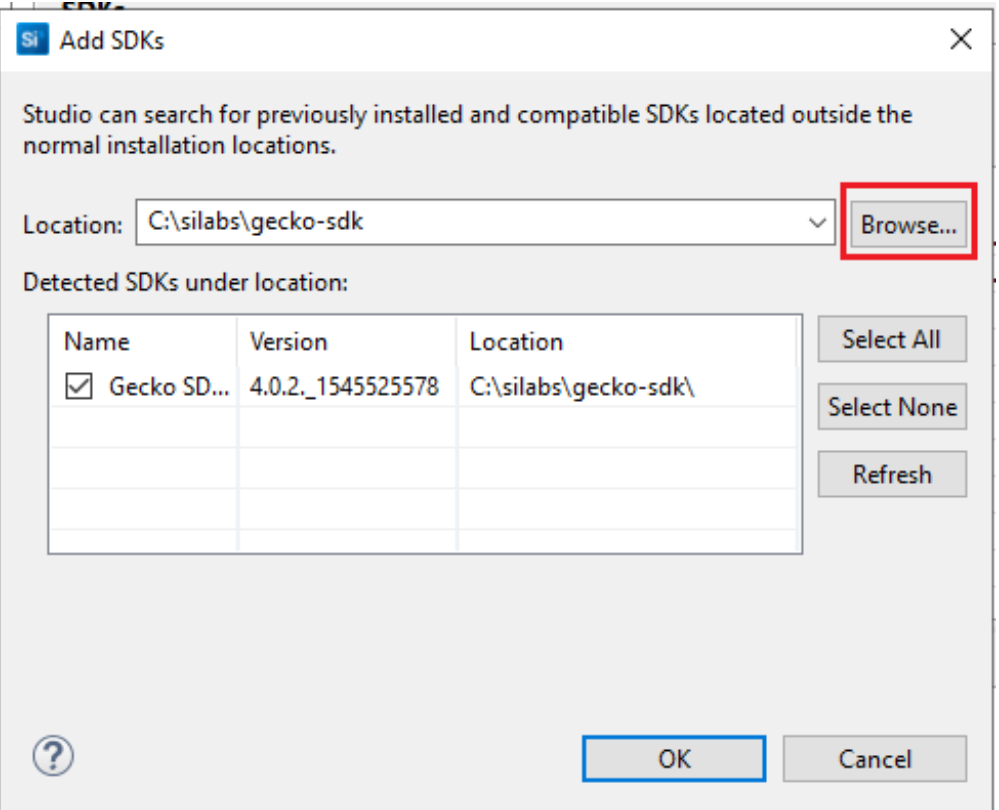 SDKs
Si Add SDKs
Studio can search for previously installed and compatible SDKs located outside the
normal installation locations.
Location: C:\silabs\gecko-sdk Browse...
Detected SDKs under location:
Name Version Location Select All
Gecko SD... 4.0.2._1545525578 C:\silabs\gecko-sdk\
Select None
Refresh
? OK Cancel